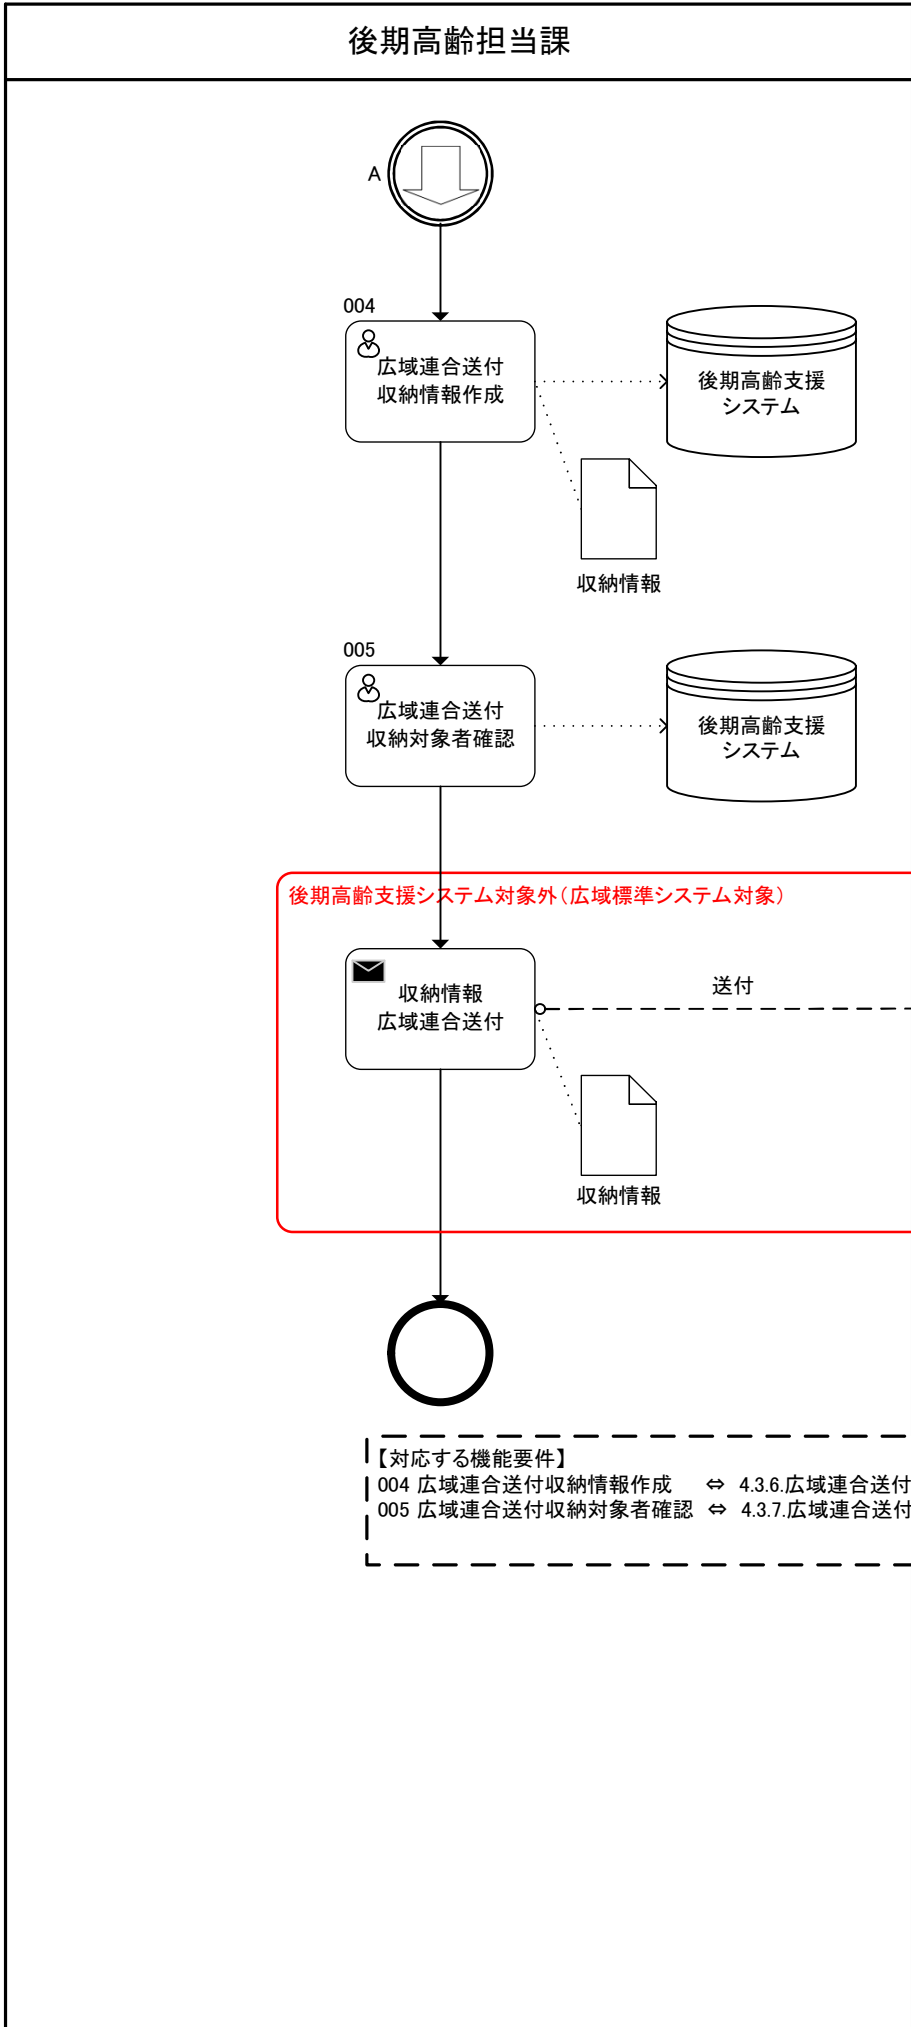 後期高齢担当課
A
004
広域連合送付
収納情報作成
後期高齢支援
システム
収納情報
005
広域連合送付
収納対象者確認
後期高齢支援
システム
後期高齢支援システム対象外（広域標準システム対象）
収納情報
広域連合送付
送付
収納情報
【対応する機能要件】
004 広域連合送付収納情報作成 ⇔ 4.3.6.広域連合送付
005 広域連合送付収納対象者確認 ⇔ 4.3.7.広域連合送付